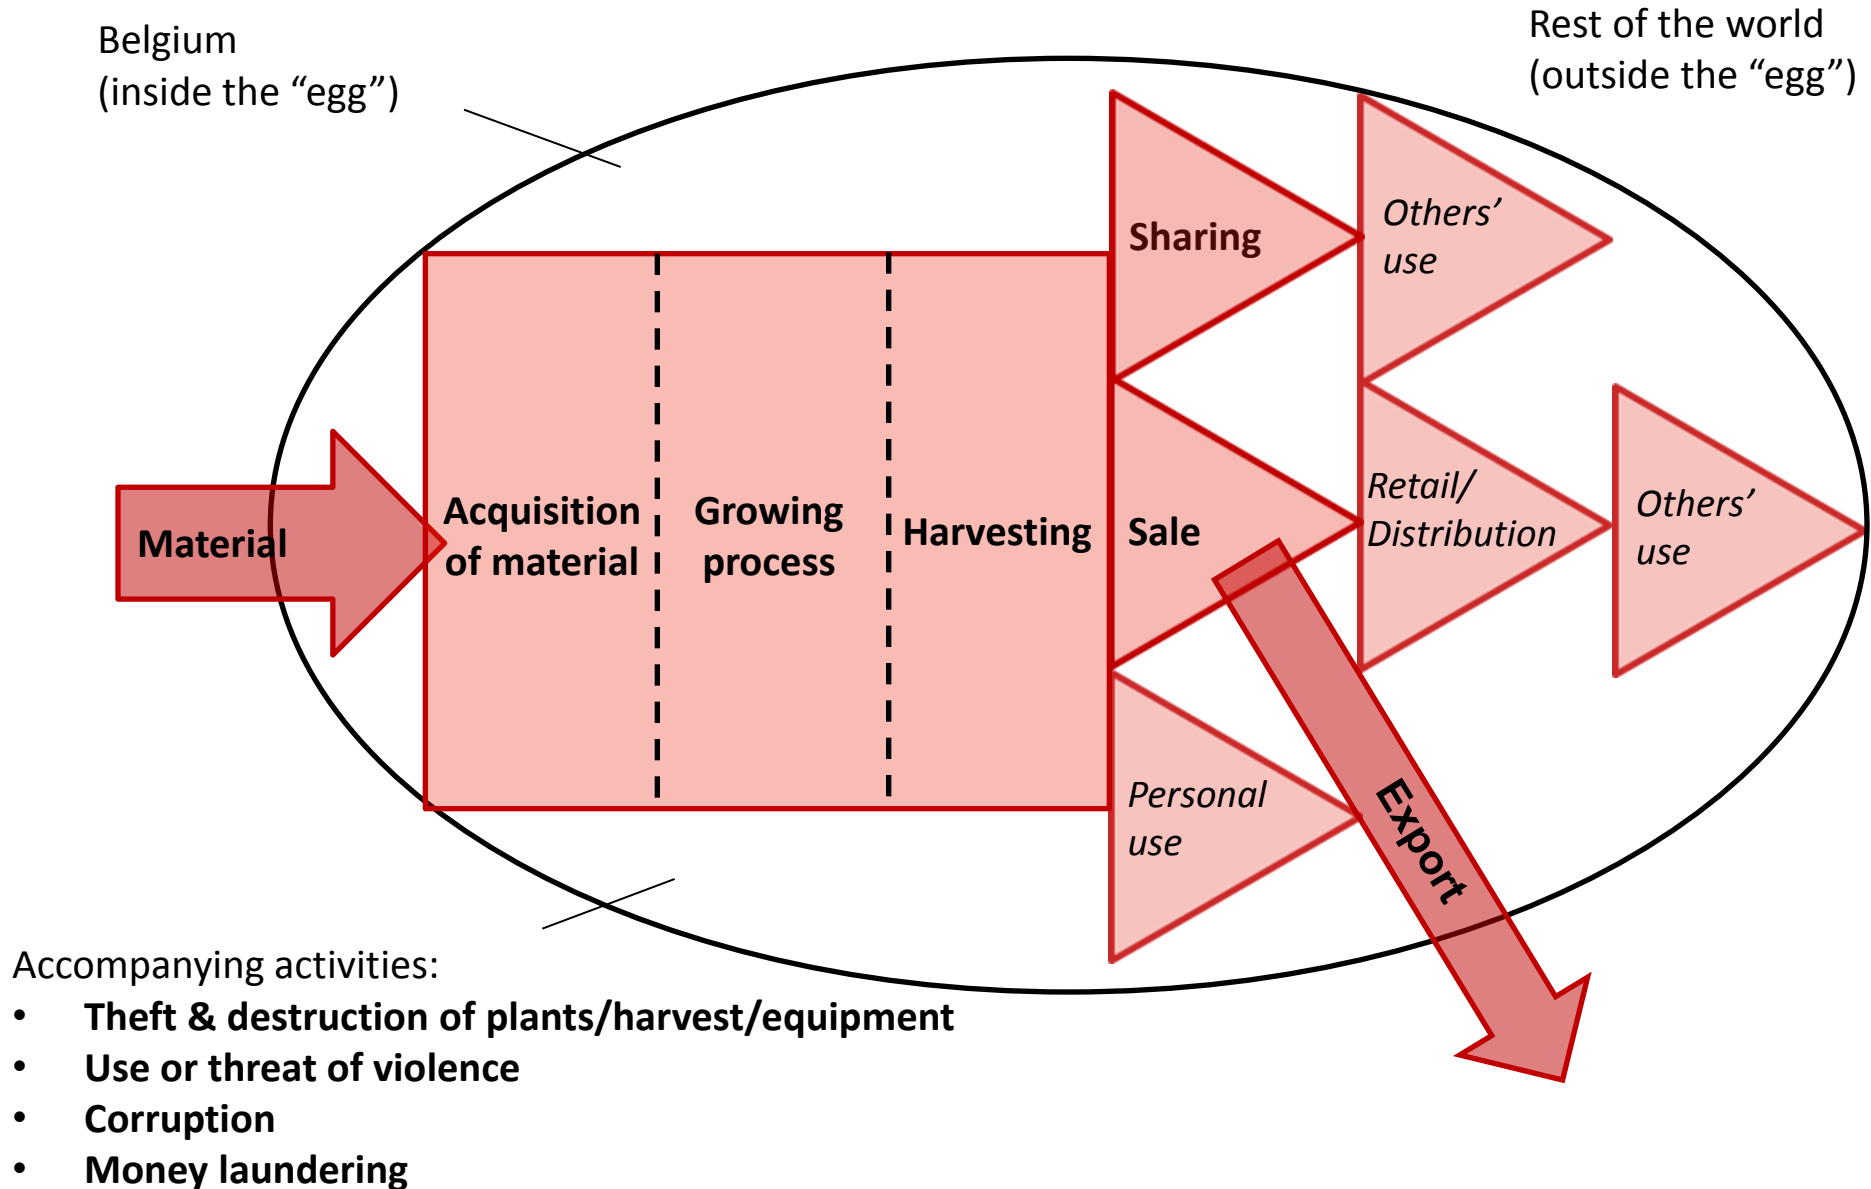 Belgium
(inside the “egg”)
Rest of the world
(outside the “egg”)
Sharing
Others’
use
Material
Acquisition
of material
Growing
process
Harvesting
Sale
Retail/
Distribution
Others’
use
Personal
use
Export
Accompanying activities:
• Theft & destruction of plants/harvest/equipment
• Use or threat of violence
• Corruption
• Money laundering